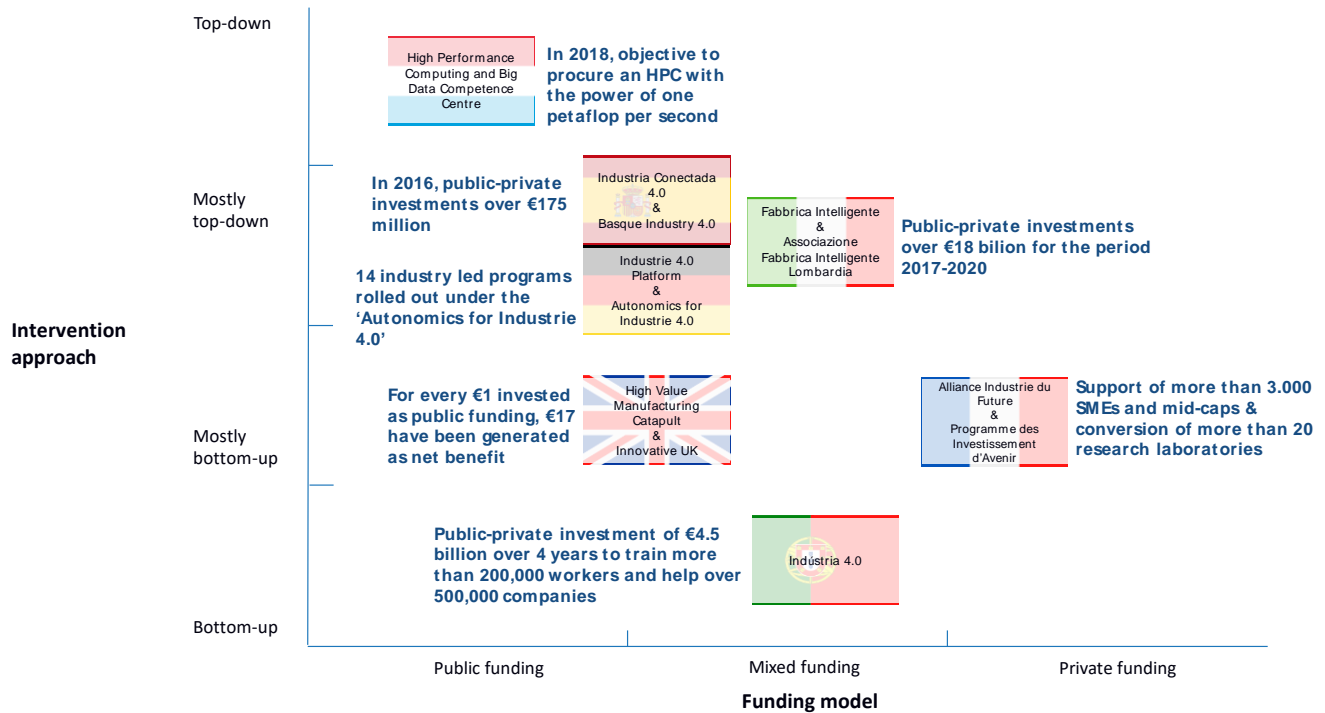 Top-down
High Performance
Computing and Big
Data Competence
Centre
In 2018, objective to
procure an HPC with
the power of one
petaflop per second
Mostly
top-down
In 2016, public-private
investments over €175
million
Industria Conectada
4.0
&
Basque Industry 4.0
Fabbrica Intelligente
&
Associazione
Fabbrica Intelligente
Lombardia
Public-private investments
over €18 bilion for the period
2017-2020
14 industry led programs
rolled out under the
‘Autonomics for Industrie
4.0’
Industrie 4.0
Platform
&
Autonomics for
Industrie 4.0
Intervention
approach
Mostly
bottom-up
For every €1 invested
as public funding, €17
have been generated
as net benefit
High Value
Manufacturing
Catapult
&
Innovative UK
Alliance Industrie du
Future
&
Programme des
Investissement
d'Avenir
Support of more than 3.000
SMEs and mid-caps &
conversion of more than 20
research laboratories
Public-private investment of €4.5
billion over 4 years to train more
than 200,000 workers and help over
500,000 companies
Indústria 4.0
Bottom-up
Public funding
Mixed funding
Private funding
Funding model